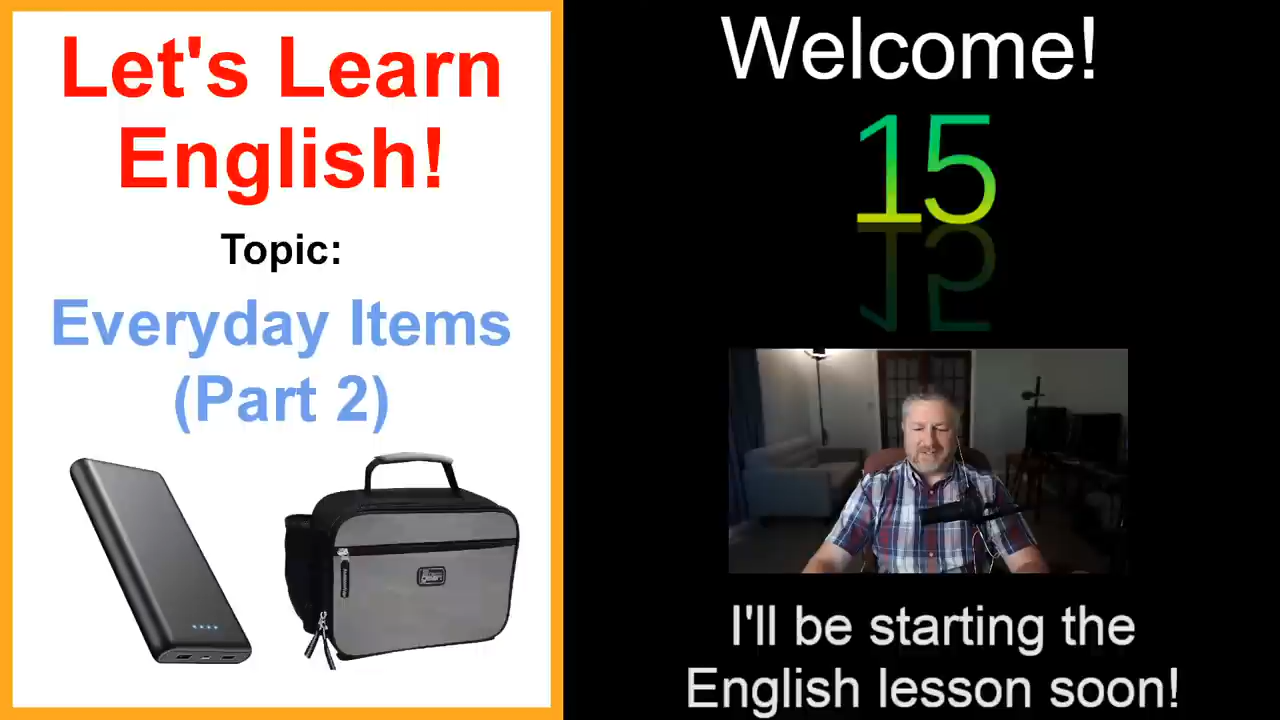 Let's Learn
English!
Topic:
Everyday Items
(Part 2)
Welcome!
15
I'll be starting the
English lesson soon!